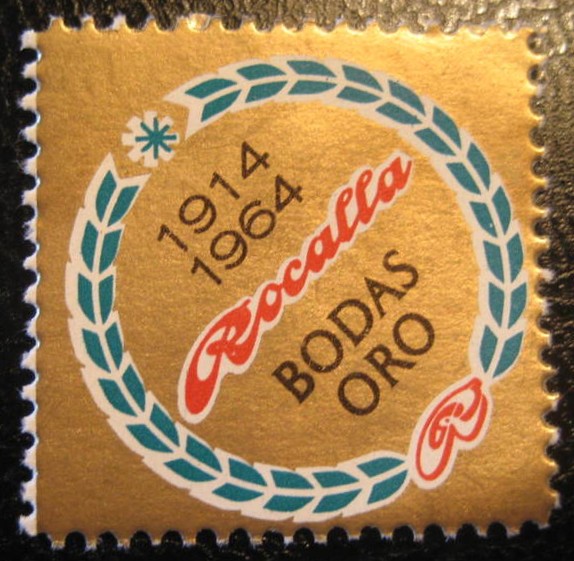 1914
1964
Rocalla
BODAS
ORO
R